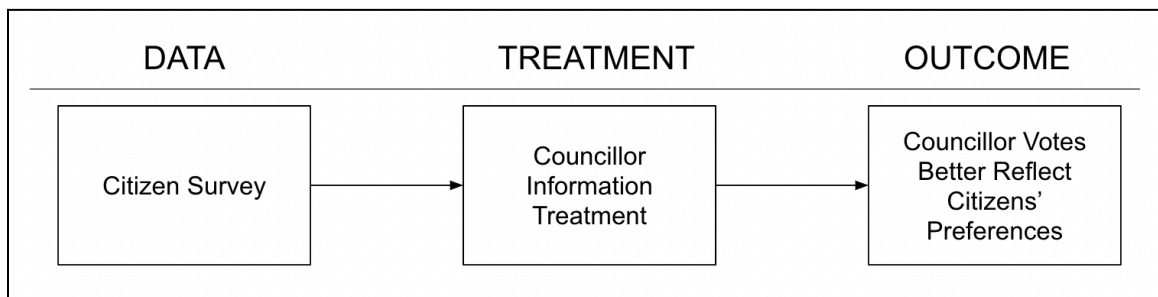 DATA
TREATMENT
OUTCOME
Citizen Survey
Councillor
Information
Treatment
Councillor Votes
Better Reflect
Citizens’
Preferences